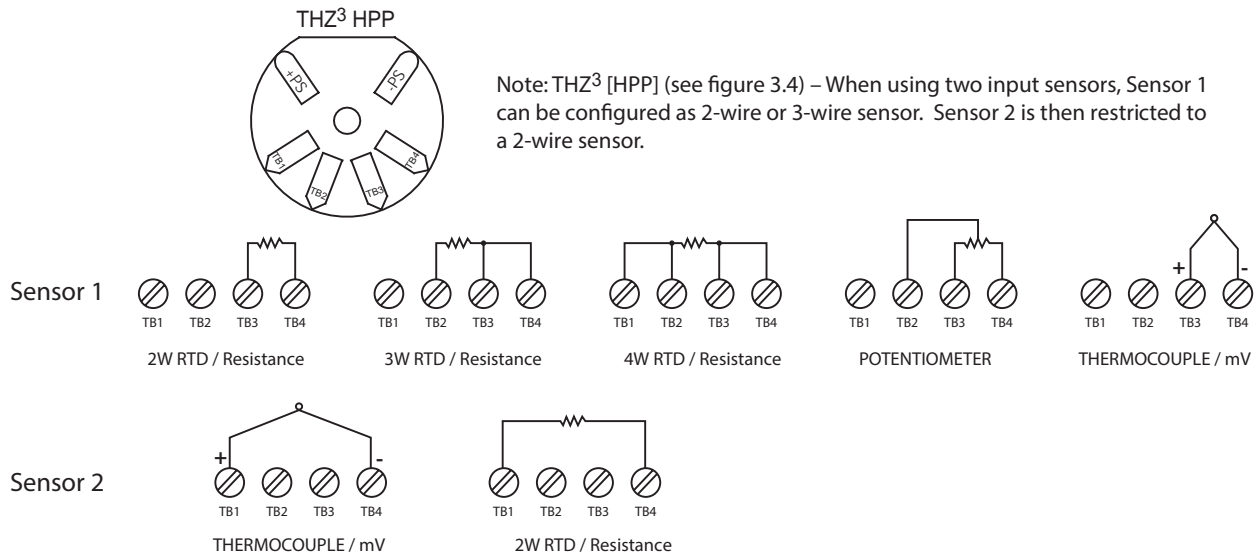 THZ³ HPP
+PS
-PS
TB1
TB2
TB3
TB4
Note: THZ³ [HPP] (see figure 3.4) – When using two input sensors, Sensor 1
can be configured as 2-wire or 3-wire sensor. Sensor 2 is then restricted to
a 2-wire sensor.
Sensor 1
+ -
TB1 TB2 TB3 TB4 TB1 TB2 TB3 TB4 TB1 TB2 TB3 TB4 TB1 TB2 TB3 TB4 TB1 TB2 TB3 TB4
2W RTD / Resistance 3W RTD / Resistance 4W RTD / Resistance POTENTIOMETER THERMOCOUPLE / mV
Sensor 2
+ -
TB1 TB2 TB3 TB4 TB1 TB2 TB3 TB4
THERMOCOUPLE / mV 2W RTD / Resistance